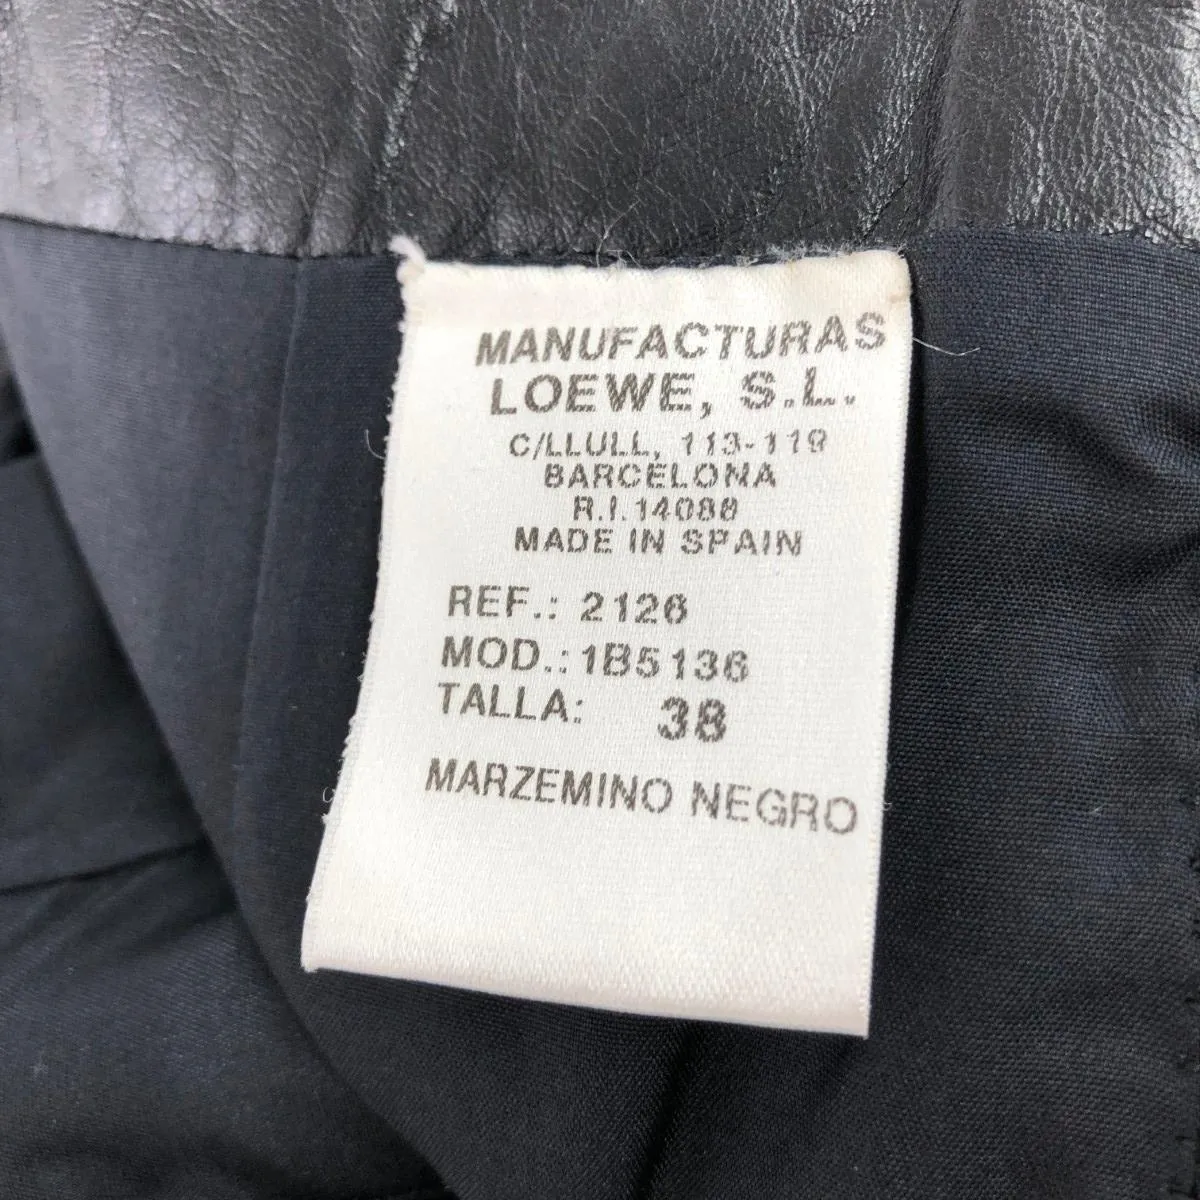 MANUFACTURAS
LOEWE, S.L.
C/LLULL, 113-119
BARCELONA
R.I.14088
MADE IN SPAIN
REF.: 2126
MOD.:1B5136
TALLA: 38
MARZEMINO NEGRO